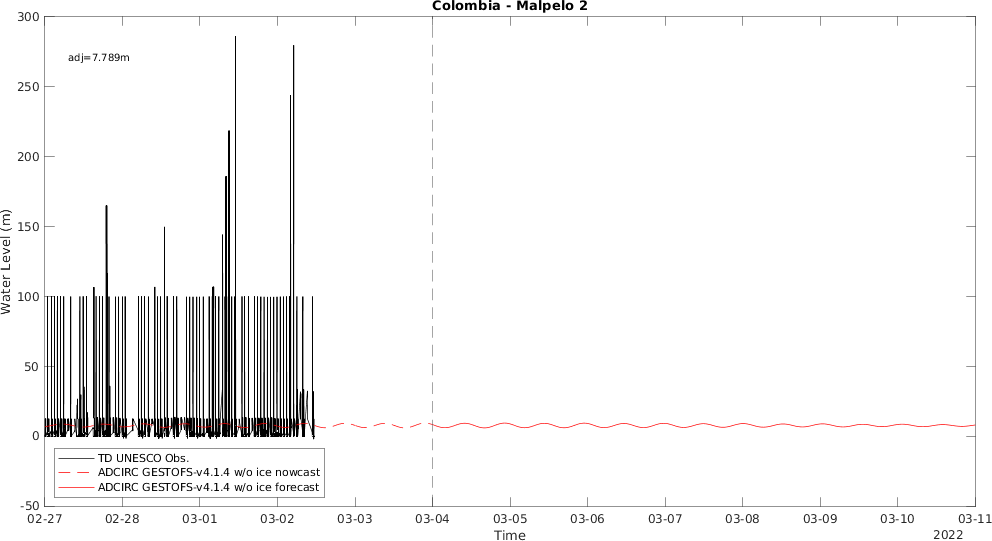 Colombia - Malpelo 2
adj=7.789m
300
250
200
150
100
50
0
-50
Water Level (m)
TD UNESCO Obs.
ADCIRC GESTOFS-v4.1.4 w/o ice nowcast
ADCIRC GESTOFS-v4.1.4 w/o ice forecast
02-27 02-28 03-01 03-02 03-03 03-04 03-05 03-06 03-07 03-08 03-09 03-10 03-11
Time
2022